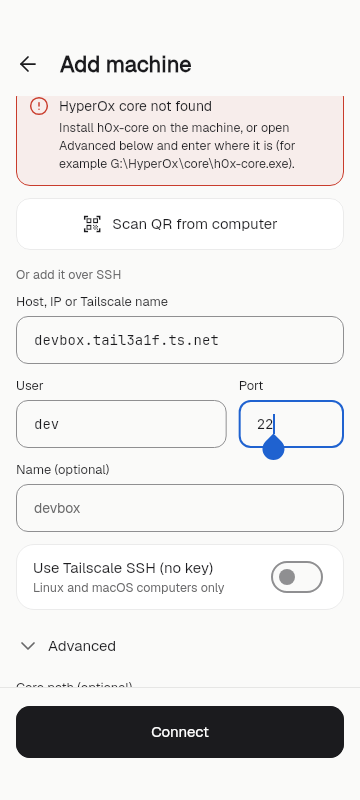 Add machine
HyperOx core not found
Install h0x-core on the machine, or open
Advanced below and enter where it is (for
example G:\HyperOx\core\h0x-core.exe).
Scan QR from computer
Or add it over SSH
Host, IP or Tailscale name
devbox.tail3a1f.ts.net
User
Port
dev
22
Name (optional)
devbox
Use Tailscale SSH (no key)
Linux and macOS computers only
Advanced
Core path (optional)
Connect